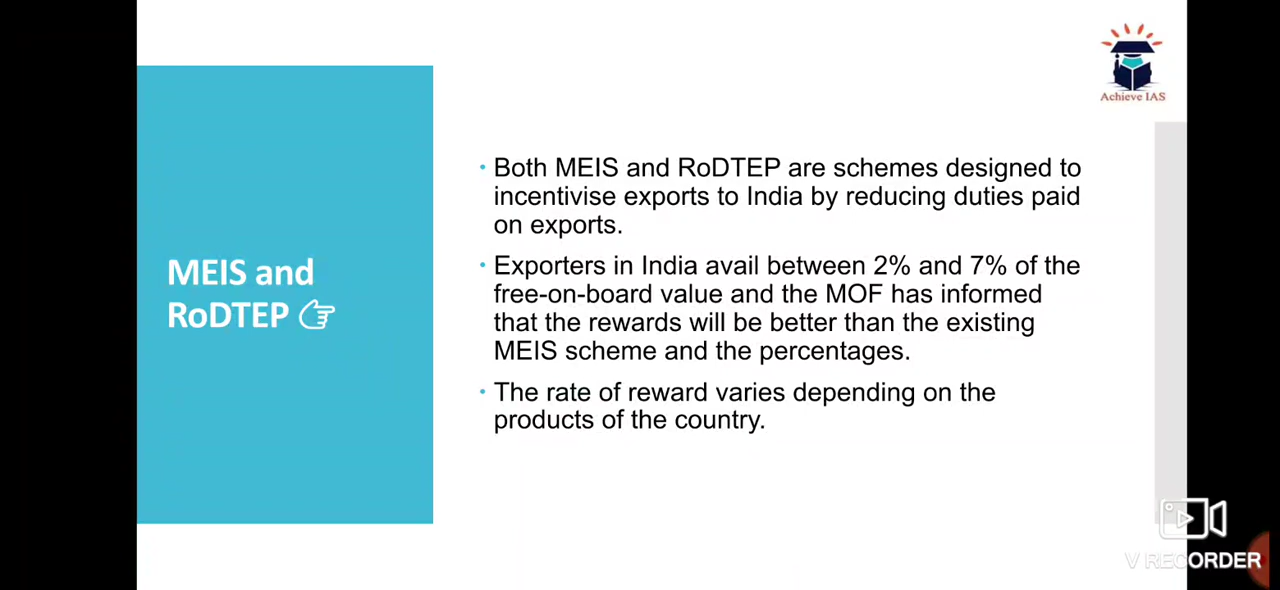 Achieve IAS
MEIS and
RoDTEP
• Both MEIS and RoDTEP are schemes designed to
incentivise exports to India by reducing duties paid
on exports.
• Exporters in India avail between 2% and 7% of the
free-on-board value and the MOF has informed
that the rewards will be better than the existing
MEIS scheme and the percentages.
• The rate of reward varies depending on the
products of the country.
V RECORDER